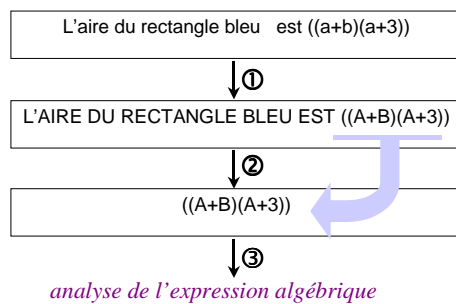 L'aire du rectangle bleu est ((a+b)(a+3))
①
L'AIRE DU RECTANGLE BLEU EST ((A+B)(A+3))
②
((A+B)(A+3))
③
analyse de l'expression algébrique